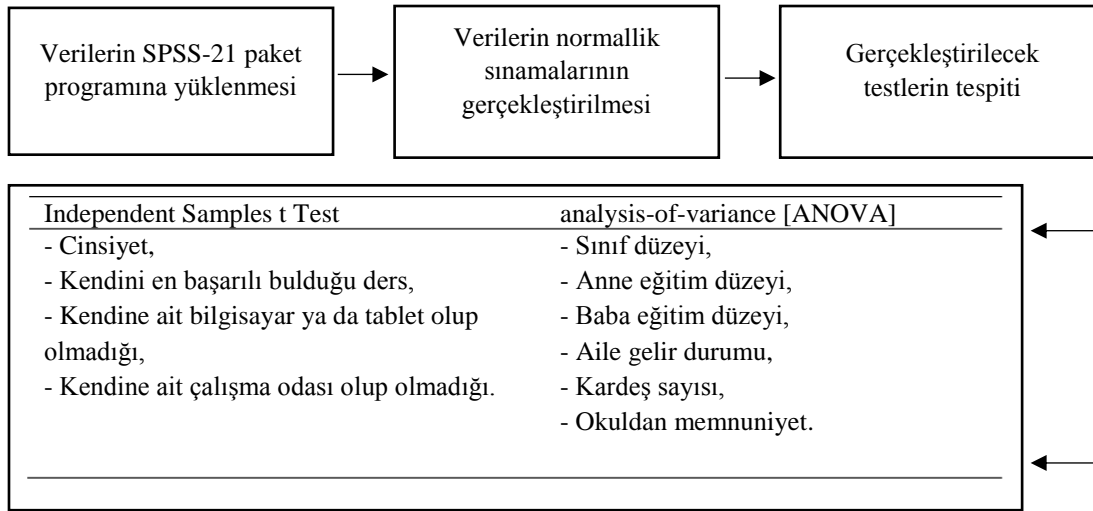 Verilerin SPSS-21 paket
programına yüklenmesi
Verilerin normallik
sınamalarının
gerçekleştirilmesi
Gerçekleştirilecek
testlerin tespiti
Independent Samples t Test
- Cinsiyet,
- Kendini en başarılı bulduğu ders,
- Kendine ait bilgisayar ya da tablet olup
olmadığı,
- Kendine ait çalışma odası olup olmadığı.
analysis-of-variance [ANOVA]
- Sınıf düzeyi,
- Anne eğitim düzeyi,
- Baba eğitim düzeyi,
- Aile gelir durumu,
- Kardeş sayısı,
- Okuldan memnuniyet.